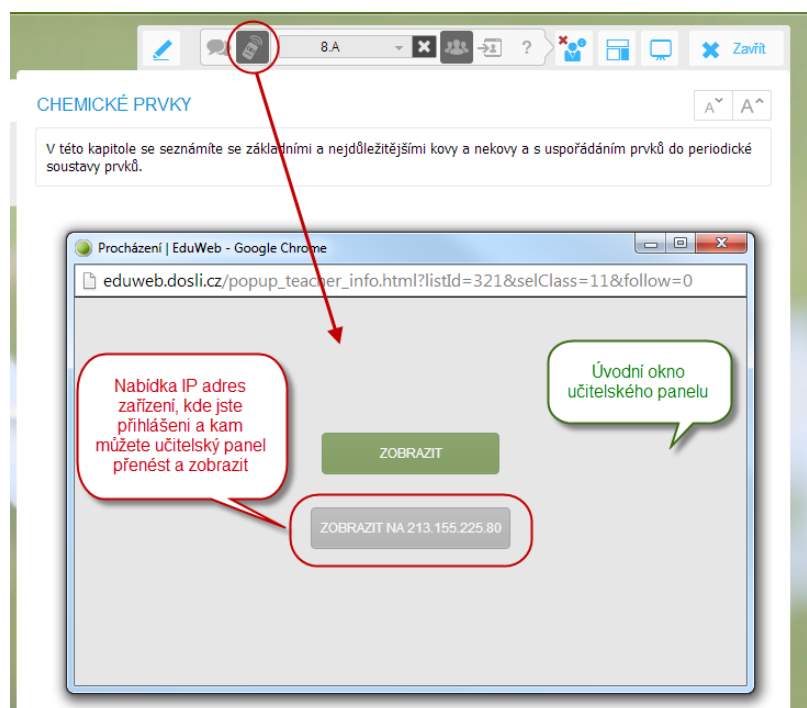 8.A
?
Zavřít
CHEMICKÉ PRVKY
A˅ A^
V této kapitole se seznámíte se základními a nejdůležitějšími kovy a nekovy a s uspořádáním prvků do periodické
soustavy prvků.
Procházení | EduWeb - Google Chrome
eduweb.dosli.cz/popup_teacher_info.html?listId=321&selClass=11&follow=0
Nabídka IP adres
zařízení, kde jste
přihlášeni a kam
můžete učitelský panel
přenést a zobrazit
Úvodní okno
učitelského panelu
ZOBRAZIT
ZOBRAZIT NA 213.155.225.80